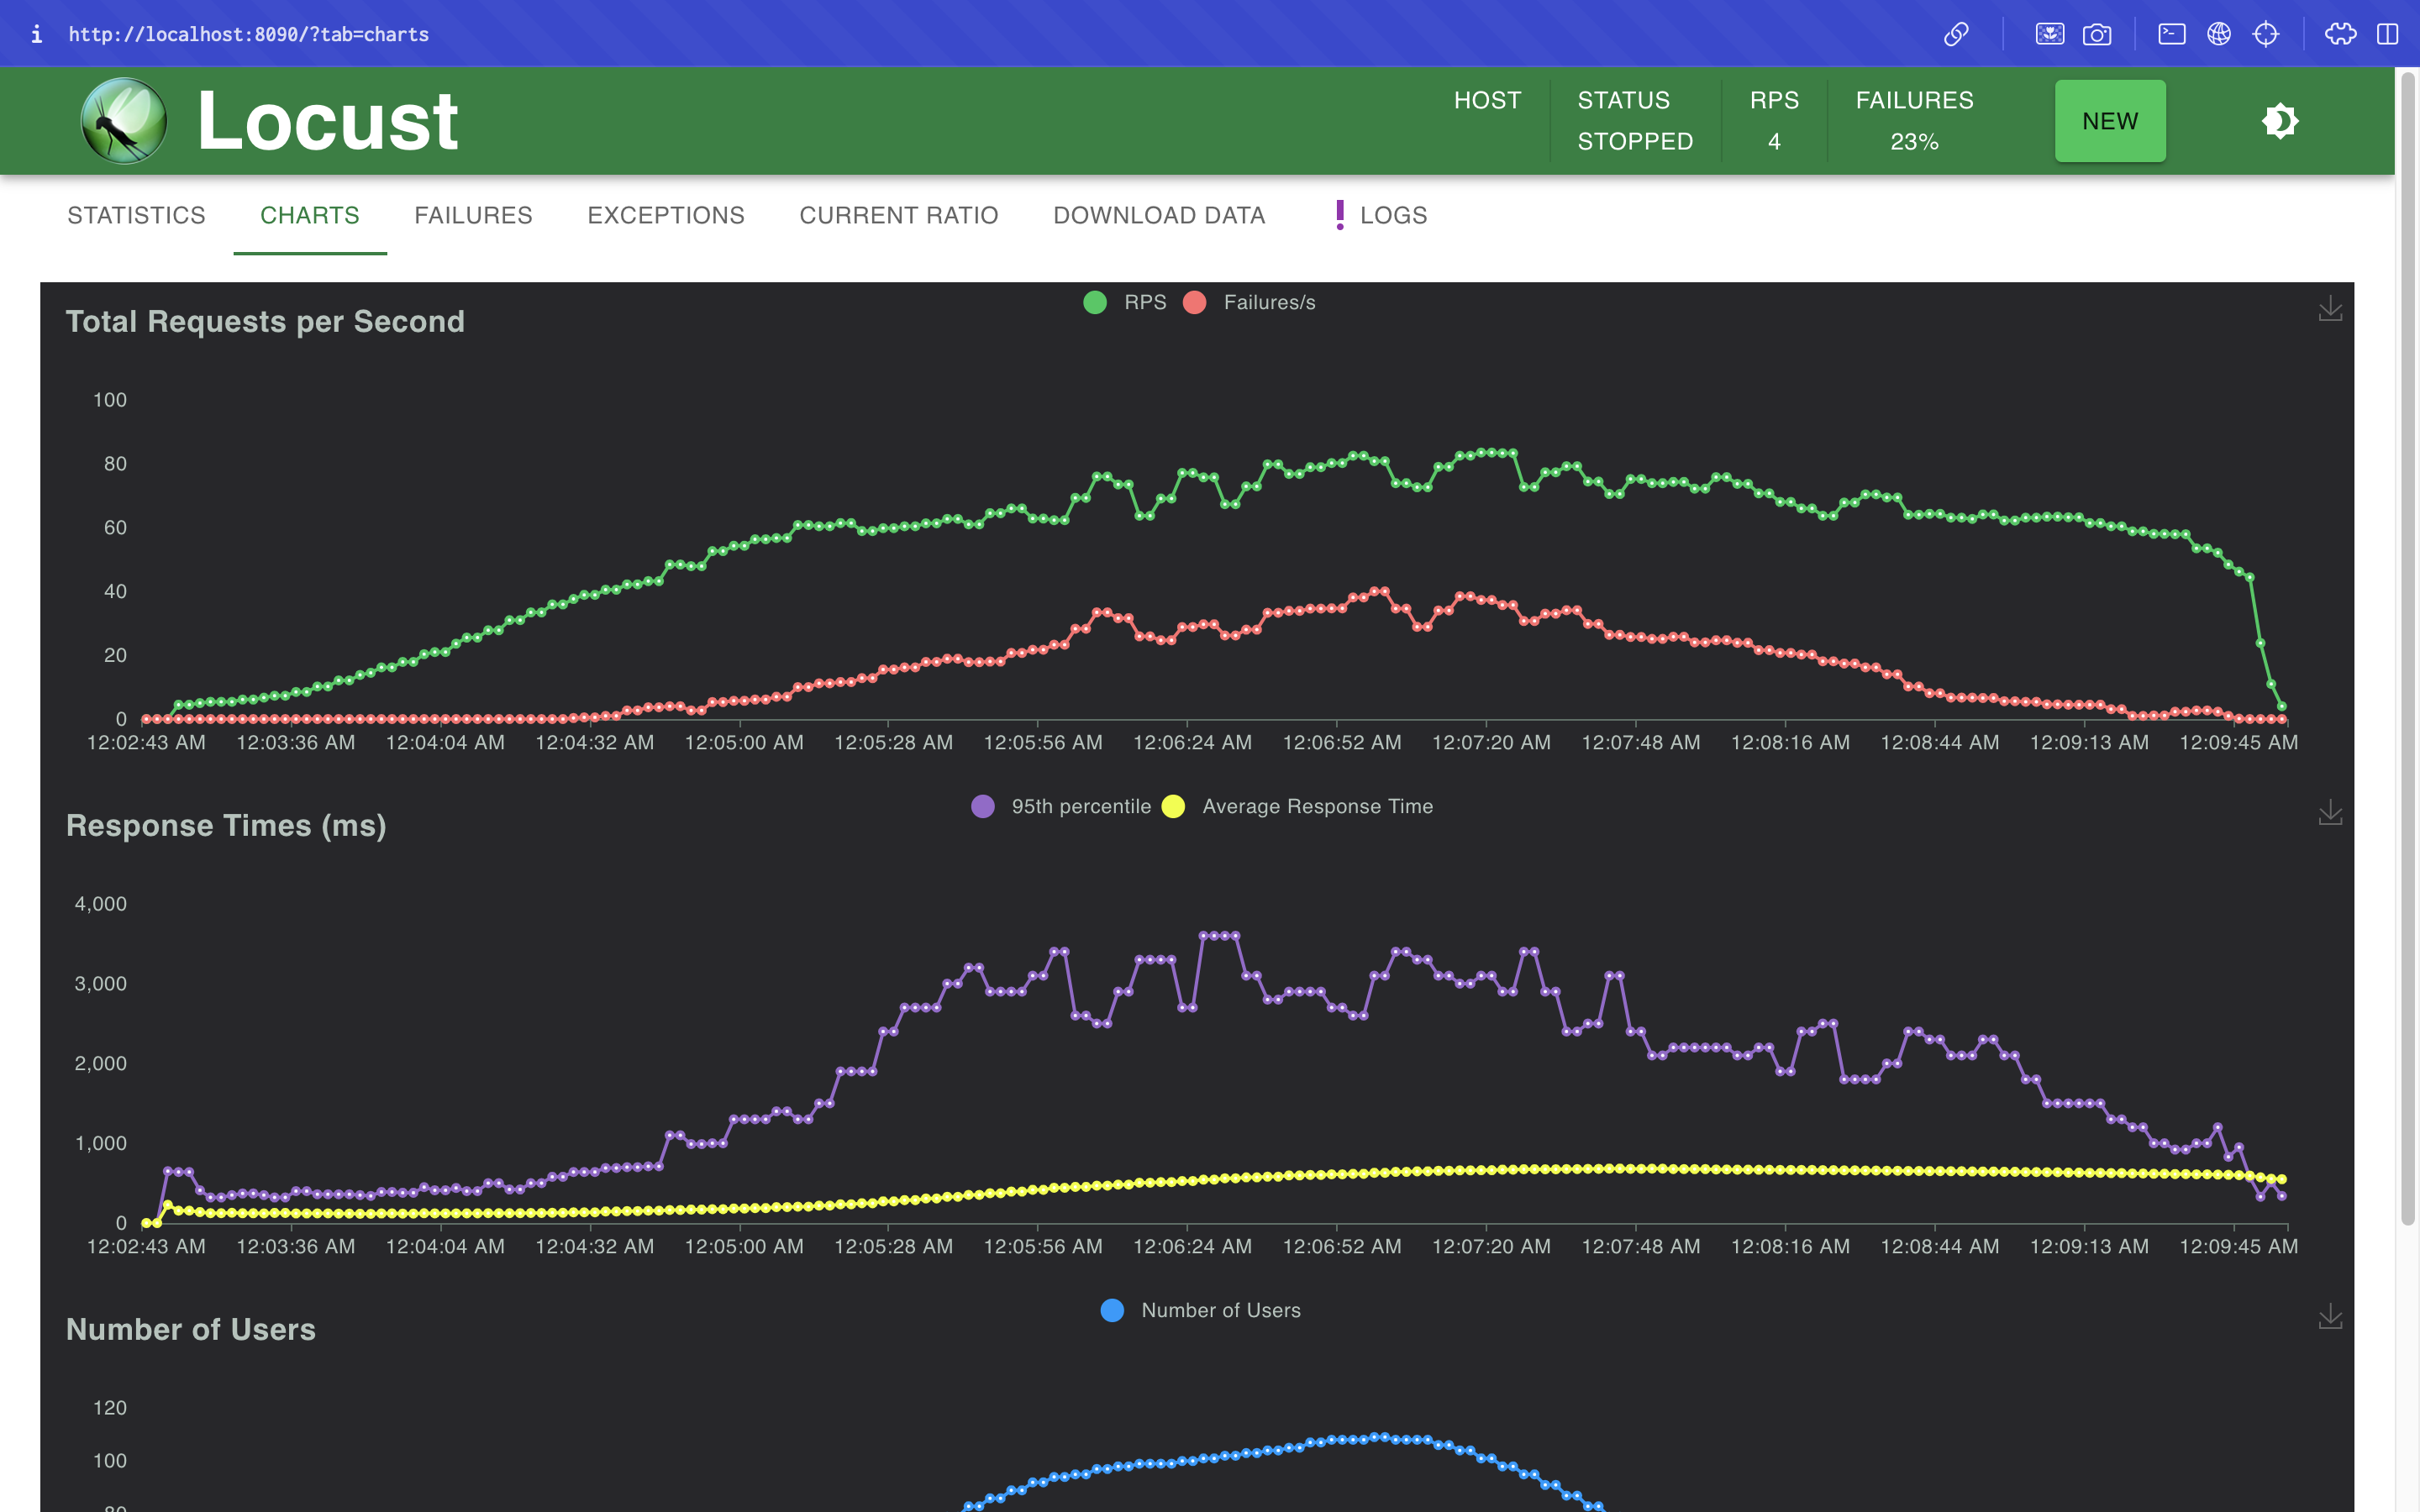 http://localhost:8090/?tab=charts
Locust
HOST
STATUS
STOPPED
RPS
4
FAILURES
23%
NEW
STATISTICS CHARTS FAILURES EXCEPTIONS CURRENT RATIO DOWNLOAD DATA LOGS
Total Requests per Second
RPS Failures/s
100
80
60
40
20
0
12:02:43 AM 12:03:36 AM 12:04:04 AM 12:04:32 AM 12:05:00 AM 12:05:28 AM 12:05:56 AM 12:06:24 AM 12:06:52 AM 12:07:20 AM 12:07:48 AM 12:08:16 AM 12:08:44 AM 12:09:13 AM 12:09:45 AM
Response Times (ms)
95th percentile Average Response Time
4,000
3,000
2,000
1,000
0
12:02:43 AM 12:03:36 AM 12:04:04 AM 12:04:32 AM 12:05:00 AM 12:05:28 AM 12:05:56 AM 12:06:24 AM 12:06:52 AM 12:07:20 AM 12:07:48 AM 12:08:16 AM 12:08:44 AM 12:09:13 AM 12:09:45 AM
Number of Users
Number of Users
120
100
80